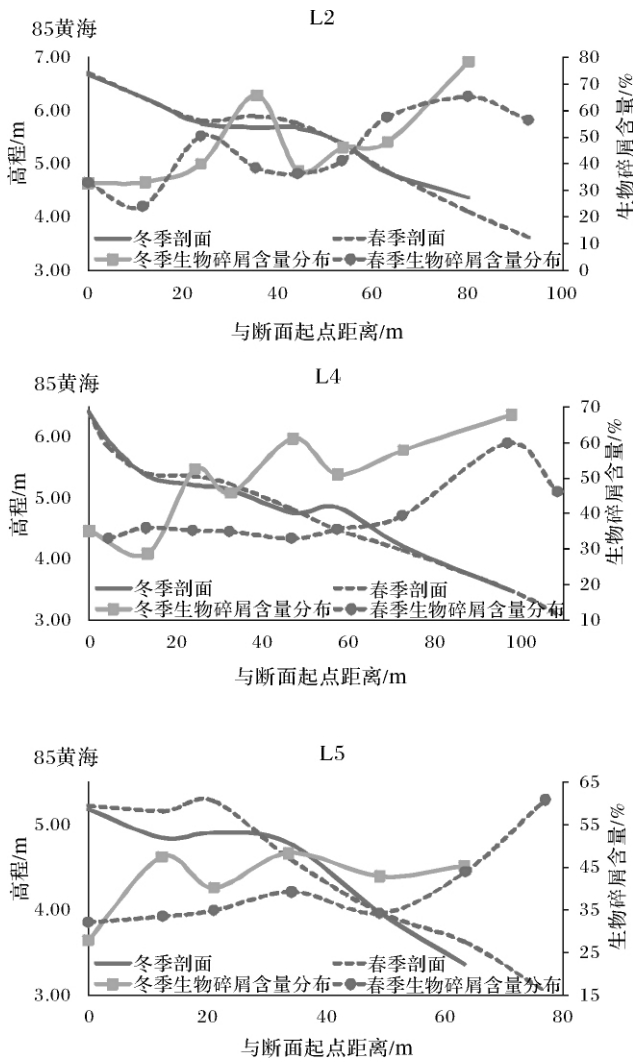 L2
85黄海
7.00
6.00
5.00
4.00
3.00
高程/m
80
70
60
50
40
30
20
10
0
生物碎屑含量/%
冬季剖面
春季剖面
冬季生物碎屑含量分布
春季生物碎屑含量分布
0 20 40 60 80 100
与断面起点距离/m
L4
85黄海
6.00
5.00
4.00
3.00
高程/m
70
60
50
40
30
20
10
生物碎屑含量/%
冬季剖面
春季剖面
冬季生物碎屑含量分布
春季生物碎屑含量分布
0 20 40 60 80 100
与断面起点距离/m
L5
85黄海
5.00
4.00
3.00
高程/m
65
55
45
35
25
15
生物碎屑含量/%
冬季剖面
春季剖面
冬季生物碎屑含量分布
春季生物碎屑含量分布
0 20 40 60 80
与断面起点距离/m